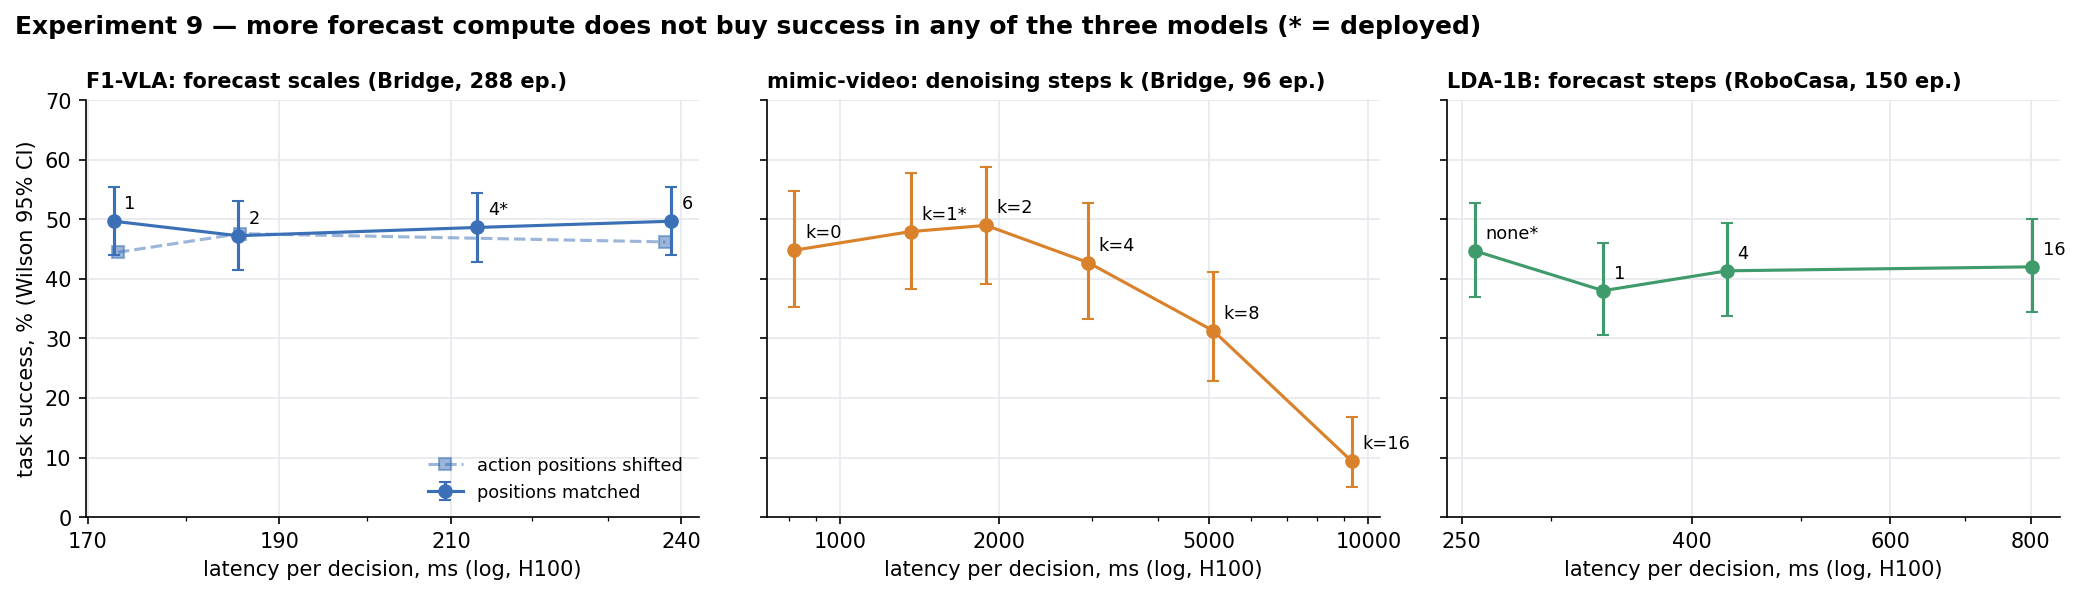 Experiment 9 — more forecast compute does not buy success in any of the three models (* = deployed)
F1-VLA: forecast scales (Bridge, 288 ep.)
task success, % (Wilson 95% CI)
70
60
50
40
30
20
10
0
1
2
4*
6
action positions shifted
positions matched
170
190
210
240
latency per decision, ms (log, H100)
mimic-video: denoising steps k (Bridge, 96 ep.)
k=0
k=1*
k=2
k=4
k=8
k=16
1000
2000
5000
10000
latency per decision, ms (log, H100)
LDA-1B: forecast steps (RoboCasa, 150 ep.)
none*
1
4
16
250
400
600
800
latency per decision, ms (log, H100)